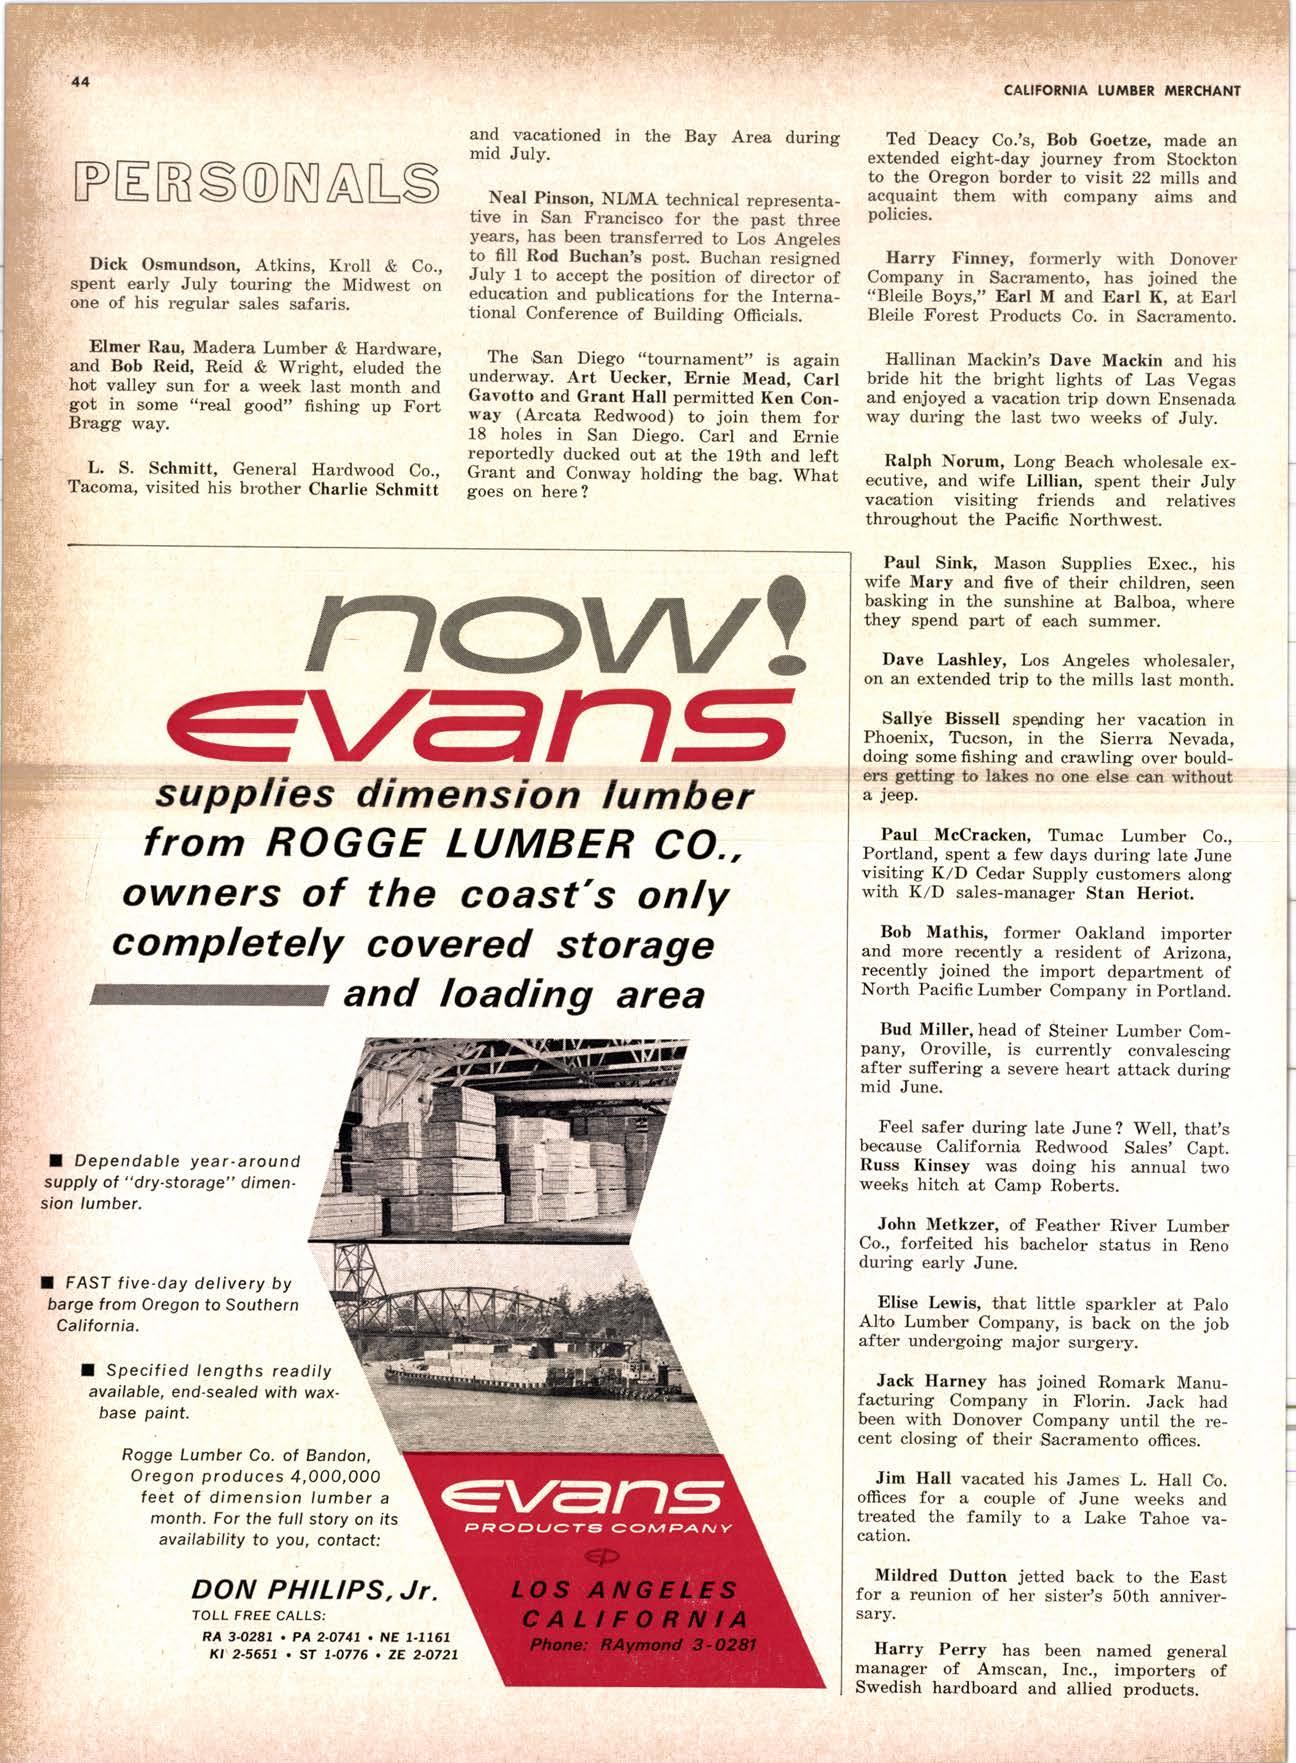 44
CALIFORNIA LUMBER MERCHANT
PERSONALS
Dick Osmundson, Atkins, Kroll & Co.,
spent early July touring the Midwest on
one of his regular sales safaris.
Elmer Rau, Madera Lumber & Hardware,
and Bob Reid, Reid & Wright, eluded the
hot valley sun for a week last month and
got in some "real good" fishing up Fort
Bragg way.
L. S. Schmitt, General Hardwood Co.,
Tacoma, visited his brother Charlie Schmitt
and vacationed in the Bay Area during
mid July.
Neal Pinson, NLMA technical representa-
tive in San Francisco for the past three
years, has been transferred to Los Angeles
to fill Rod Buchan's post. Buchan resigned
July 1 to accept the position of director of
education and publications for the Interna-
tional Conference of Building Officials.
The San Diego "tournament" is again
underway. Art Uecker, Ernie Mead, Carl
Gavotto and Grant Hall permitted Ken Con-
way (Arcata Redwood) to join them for
18 holes in San Diego. Carl and Ernie
reportedly ducked out at the 19th and left
Grant and Conway holding the bag. What
goes on here?
Ted Deacy Co.'s, Bob Goetze, made an
extended eight-day journey from Stockton
to the Oregon border to visit 22 mills and
acquaint them with company aims and
policies.
Harry Finney, formerly with Donover
Company in Sacramento, has joined the
"Bleile Boys," Earl M and Earl K, at Earl
Bleile Forest Products Co. in Sacramento.
Hallinan Mackin's Dave Mackin and his
bride hit the bright lights of Las Vegas
and enjoyed a vacation trip down Ensenada
way during the last two weeks of July.
Ralph Norum, Long Beach wholesale ex-
ecutive, and wife Lillian, spent their July
vacation visiting friends and relatives
throughout the Pacific Northwest.
Paul Sink, Mason Supplies Exec., his
wife Mary and five of their children, seen
basking in the sunshine at Balboa, where
they spend part of each summer.
Dave Lashley, Los Angeles wholesaler,
on an extended trip to the mills last month.
Sallye Bissell spending her vacation in
Phoenix, Tucson, in the Sierra Nevada,
doing some fishing and crawling over bould-
ers getting to lakes no one else can without
a jeep.
Paul McCracken, Tumac Lumber Co.,
Portland, spent a few days during late June
visiting K/D Cedar Supply customers along
with K/D sales-manager Stan Heriot.
Bob Mathis, former Oakland importer
and more recently a resident of Arizona,
recently joined the import department of
North Pacific Lumber Company in Portland.
Bud Miller, head of Steiner Lumber Com-
pany, Oroville, is currently convalescing
after suffering a severe heart attack during
mid June.
Feel safer during late June? Well, that's
because California Redwood Sales' Capt.
Russ Kinsey was doing his annual two
weeks hitch at Camp Roberts.
John Metkzer, of Feather River Lumber
Co., forfeited his bachelor status in Reno
during early June.
Elise Lewis, that little sparkler at Palo
Alto Lumber Company, is back on the job
after undergoing major surgery.
Jack Harney has joined Romark Manu-
facturing Company in Florin. Jack had
been with Donover Company until the re-
cent closing of their Sacramento offices.
Jim Hall vacated his James L. Hall Co.
offices for a couple of June weeks and
treated the family to a Lake Tahoe va-
cation.
Mildred Dutton jetted back to the East
for a reunion of her sister's 50th anniver-
sary.
Harry Perry has been named general
manager of Amscan, Inc., importers of
Swedish hardboard and allied products.
now!
evans
supplies dimension lumber
from ROGGE LUMBER CO.,
owners of the coast's only
completely covered storage
and loading area
■ Dependable year-around
supply of "dry-storage" dimen-
sion lumber.
■ FAST five-day delivery by
barge from Oregon to Southern
California.
■ Specified lengths readily
available, end-sealed with wax-
base paint.
Rogge Lumber Co. of Bandon,
Oregon produces 4,000,000
feet of dimension lumber a
month. For the full story on its
availability to you, contact:
DON PHILIPS, Jr.
TOLL FREE CALLS:
RA 3-0281 • PA 2-0741 • NE 1-1161
KI 2-5651 • ST 1-0776 • ZE 2-0721
evans
PRODUCTS COMPANY
ep
LOS ANGELES
CALIFORNIA
Phone: RAymond 3-0281